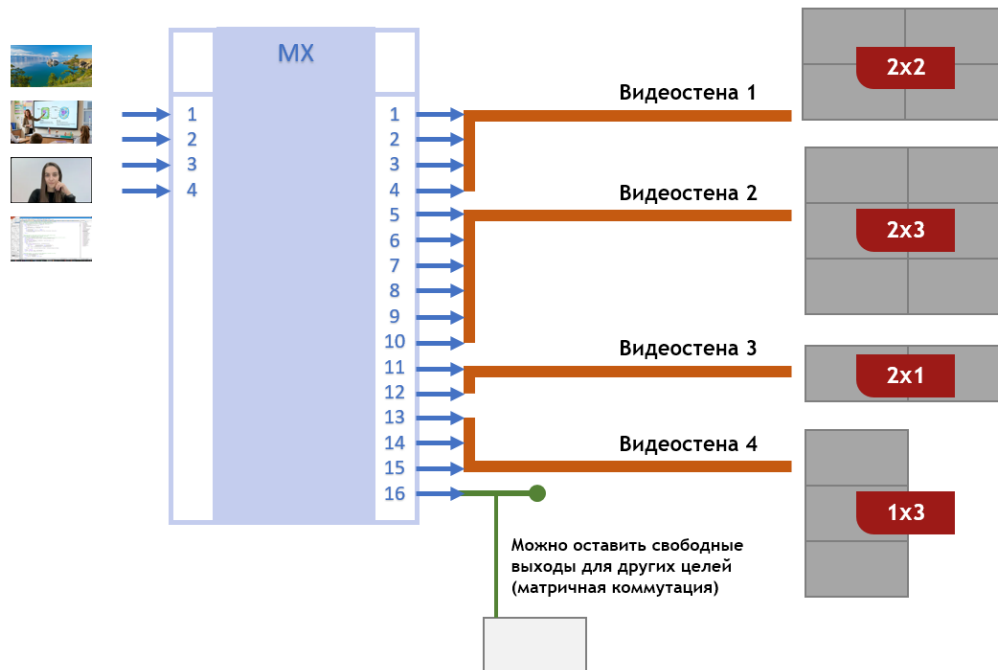 MX
1
2
3
4
1
2
3
4
5
6
7
8
9
10
11
12
13
14
15
16
Видеостена 1
2x2
Видеостена 2
2x3
Видеостена 3
2x1
Видеостена 4
1x3
Можно оставить свободные
выходы для других целей
(матричная коммутация)